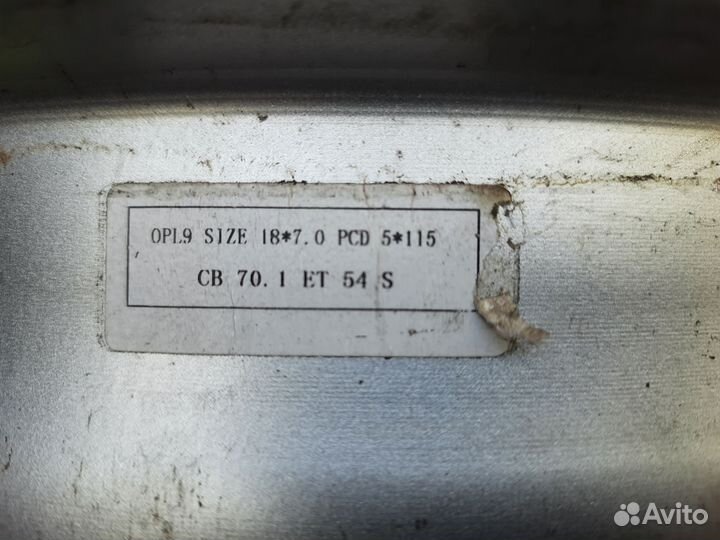 OPL9 SIZE 18*7.0 PCD 5*115
CB 70.1 ET 54 S
Avito